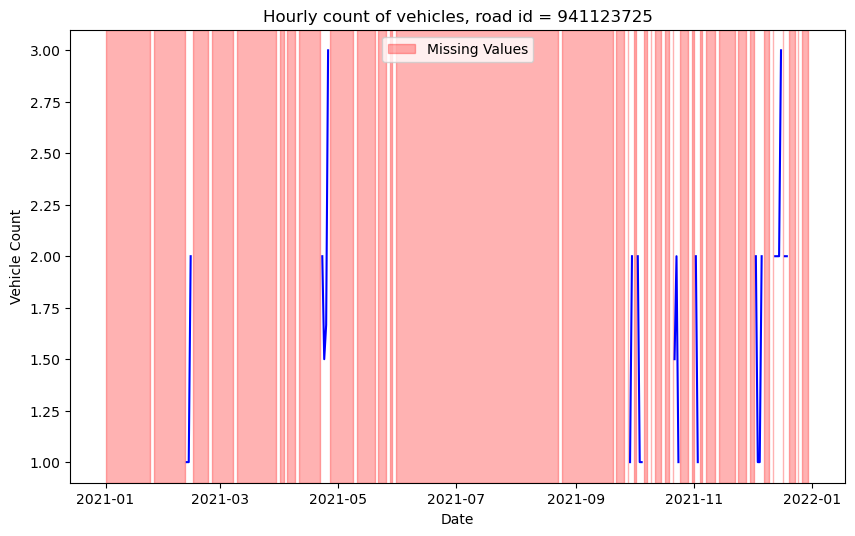 Hourly count of vehicles, road id = 941123725
Missing Values
3.00
2.75
2.50
2.25
2.00
1.75
1.50
1.25
1.00
Vehicle Count
2021-01 2021-03 2021-05 2021-07 2021-09 2021-11 2022-01
Date